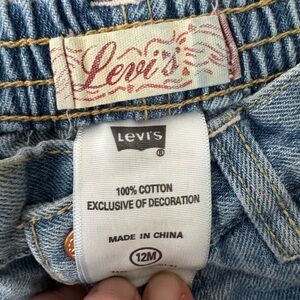 Levi's
LEVI'S
®
100% COTTON
EXCLUSIVE OF DECORATION
MADE IN CHINA
12M